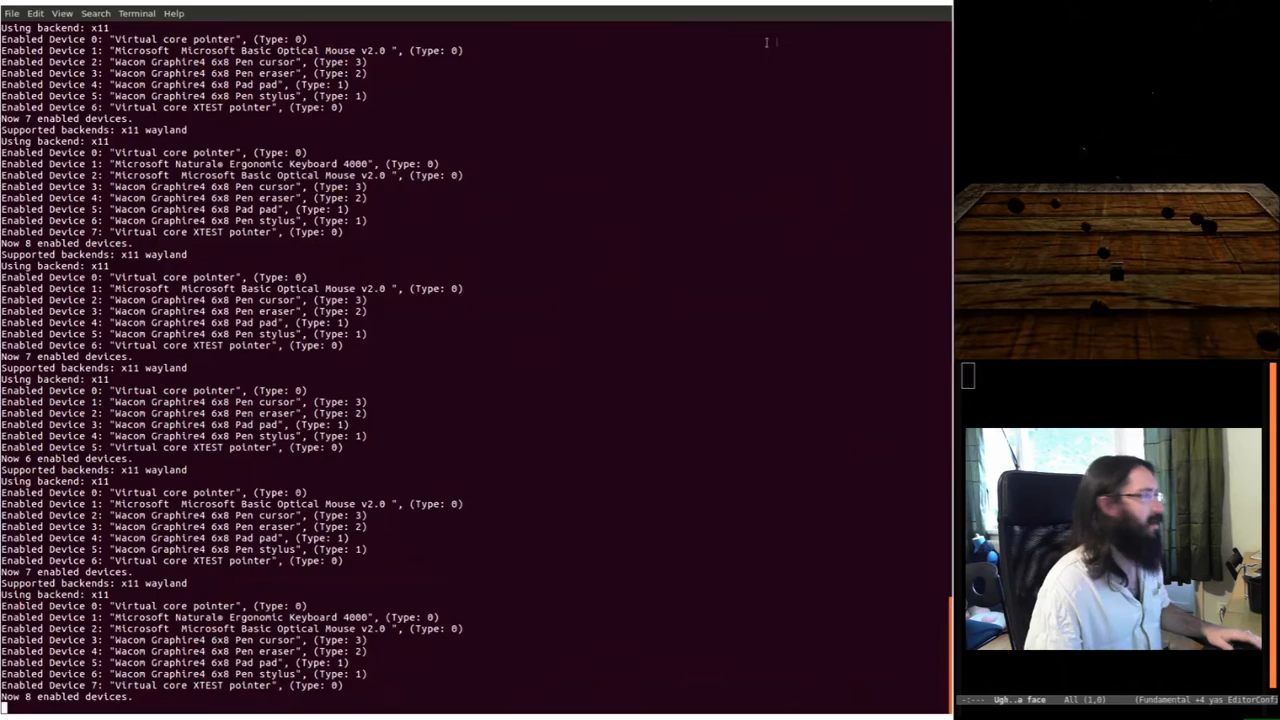 File Edit View Search Terminal Help
Using backend: x11
Enabled Device 0: "Virtual core pointer", (Type: 0)
Enabled Device 1: "Microsoft  Microsoft Basic Optical Mouse v2.0 ", (Type: 0)
Enabled Device 2: "Wacom Graphire4 6x8 Pen cursor", (Type: 3)
Enabled Device 3: "Wacom Graphire4 6x8 Pen eraser", (Type: 2)
Enabled Device 4: "Wacom Graphire4 6x8 Pad pad", (Type: 1)
Enabled Device 5: "Wacom Graphire4 6x8 Pen stylus", (Type: 1)
Enabled Device 6: "Virtual core XTEST pointer", (Type: 0)
Now 7 enabled devices.
Supported backends: x11 wayland
Using backend: x11
Enabled Device 0: "Virtual core pointer", (Type: 0)
Enabled Device 1: "Microsoft Natural® Ergonomic Keyboard 4000", (Type: 0)
Enabled Device 2: "Microsoft  Microsoft Basic Optical Mouse v2.0 ", (Type: 0)
Enabled Device 3: "Wacom Graphire4 6x8 Pen cursor", (Type: 3)
Enabled Device 4: "Wacom Graphire4 6x8 Pen eraser", (Type: 2)
Enabled Device 5: "Wacom Graphire4 6x8 Pad pad", (Type: 1)
Enabled Device 6: "Wacom Graphire4 6x8 Pen stylus", (Type: 1)
Enabled Device 7: "Virtual core XTEST pointer", (Type: 0)
Now 8 enabled devices.
Supported backends: x11 wayland
Using backend: x11
Enabled Device 0: "Virtual core pointer", (Type: 0)
Enabled Device 1: "Microsoft  Microsoft Basic Optical Mouse v2.0 ", (Type: 0)
Enabled Device 2: "Wacom Graphire4 6x8 Pen cursor", (Type: 3)
Enabled Device 3: "Wacom Graphire4 6x8 Pen eraser", (Type: 2)
Enabled Device 4: "Wacom Graphire4 6x8 Pad pad", (Type: 1)
Enabled Device 5: "Wacom Graphire4 6x8 Pen stylus", (Type: 1)
Enabled Device 6: "Virtual core XTEST pointer", (Type: 0)
Now 7 enabled devices.
Supported backends: x11 wayland
Using backend: x11
Enabled Device 0: "Virtual core pointer", (Type: 0)
Enabled Device 1: "Wacom Graphire4 6x8 Pen cursor", (Type: 3)
Enabled Device 2: "Wacom Graphire4 6x8 Pen eraser", (Type: 2)
Enabled Device 3: "Wacom Graphire4 6x8 Pad pad", (Type: 1)
Enabled Device 4: "Wacom Graphire4 6x8 Pen stylus", (Type: 1)
Enabled Device 5: "Virtual core XTEST pointer", (Type: 0)
Now 6 enabled devices.
Supported backends: x11 wayland
Using backend: x11
Enabled Device 0: "Virtual core pointer", (Type: 0)
Enabled Device 1: "Microsoft  Microsoft Basic Optical Mouse v2.0 ", (Type: 0)
Enabled Device 2: "Wacom Graphire4 6x8 Pen cursor", (Type: 3)
Enabled Device 3: "Wacom Graphire4 6x8 Pen eraser", (Type: 2)
Enabled Device 4: "Wacom Graphire4 6x8 Pad pad", (Type: 1)
Enabled Device 5: "Wacom Graphire4 6x8 Pen stylus", (Type: 1)
Enabled Device 6: "Virtual core XTEST pointer", (Type: 0)
Now 7 enabled devices.
Supported backends: x11 wayland
Using backend: x11
Enabled Device 0: "Virtual core pointer", (Type: 0)
Enabled Device 1: "Microsoft Natural® Ergonomic Keyboard 4000", (Type: 0)
Enabled Device 2: "Microsoft  Microsoft Basic Optical Mouse v2.0 ", (Type: 0)
Enabled Device 3: "Wacom Graphire4 6x8 Pen cursor", (Type: 3)
Enabled Device 4: "Wacom Graphire4 6x8 Pen eraser", (Type: 2)
Enabled Device 5: "Wacom Graphire4 6x8 Pad pad", (Type: 1)
Enabled Device 6: "Wacom Graphire4 6x8 Pen stylus", (Type: 1)
Enabled Device 7: "Virtual core XTEST pointer", (Type: 0)
Now 8 enabled devices.
-:--- Ugh..a face All (1,0) (Fundamental +4 yas EditorConfi